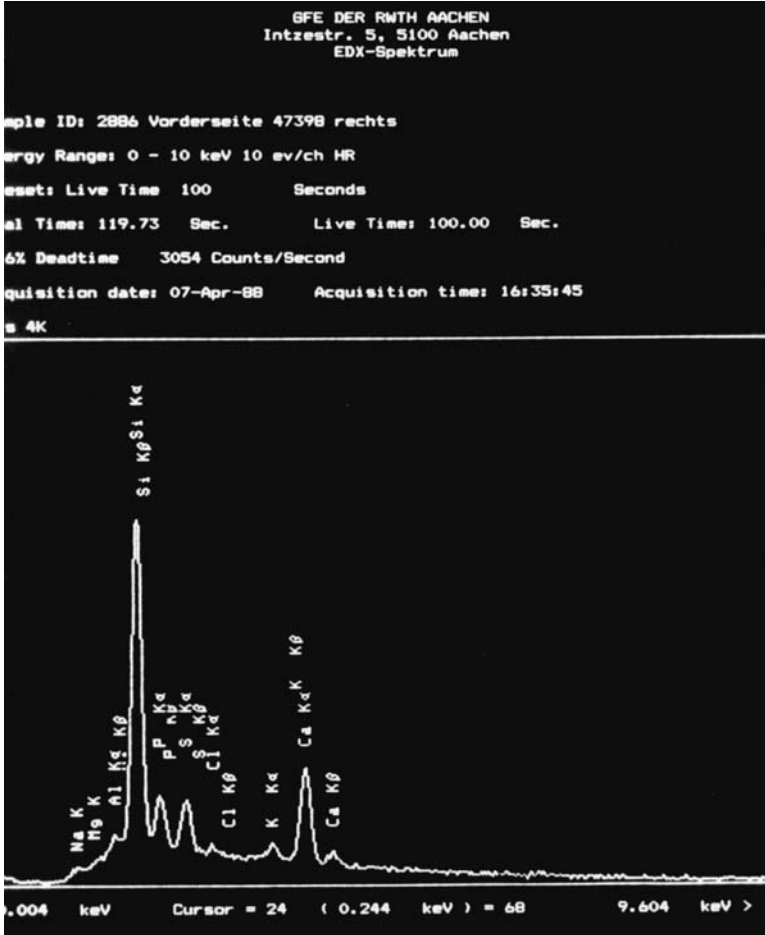 GFE DER RWTH AACHEN
Intzestr. 5, 5100 Aachen
EDX-Spektrum
mple ID: 2886 Vorderseite 47398 rechts
ergy Range: 0 - 10 keV 10 ev/ch HR
eset: Live Time 100 Seconds
al Time: 119.73 Sec. Live Time: 100.00 Sec.
6% Deadtime 3054 Counts/Second
quisition date: 07-Apr-88 Acquisition time: 16:35:45
s 4K
Na K
Mg K
Al Kα
Kβ
Si Kβ
Si Kα
P Kα
P Kβ
S Kα
S Kβ
Cl Kα
Cl Kβ
K Kα
Ca Kα
K Kβ
Ca Kβ
.004 keV Cursor = 24 ( 0.244 keV ) = 68 9.604 keV >